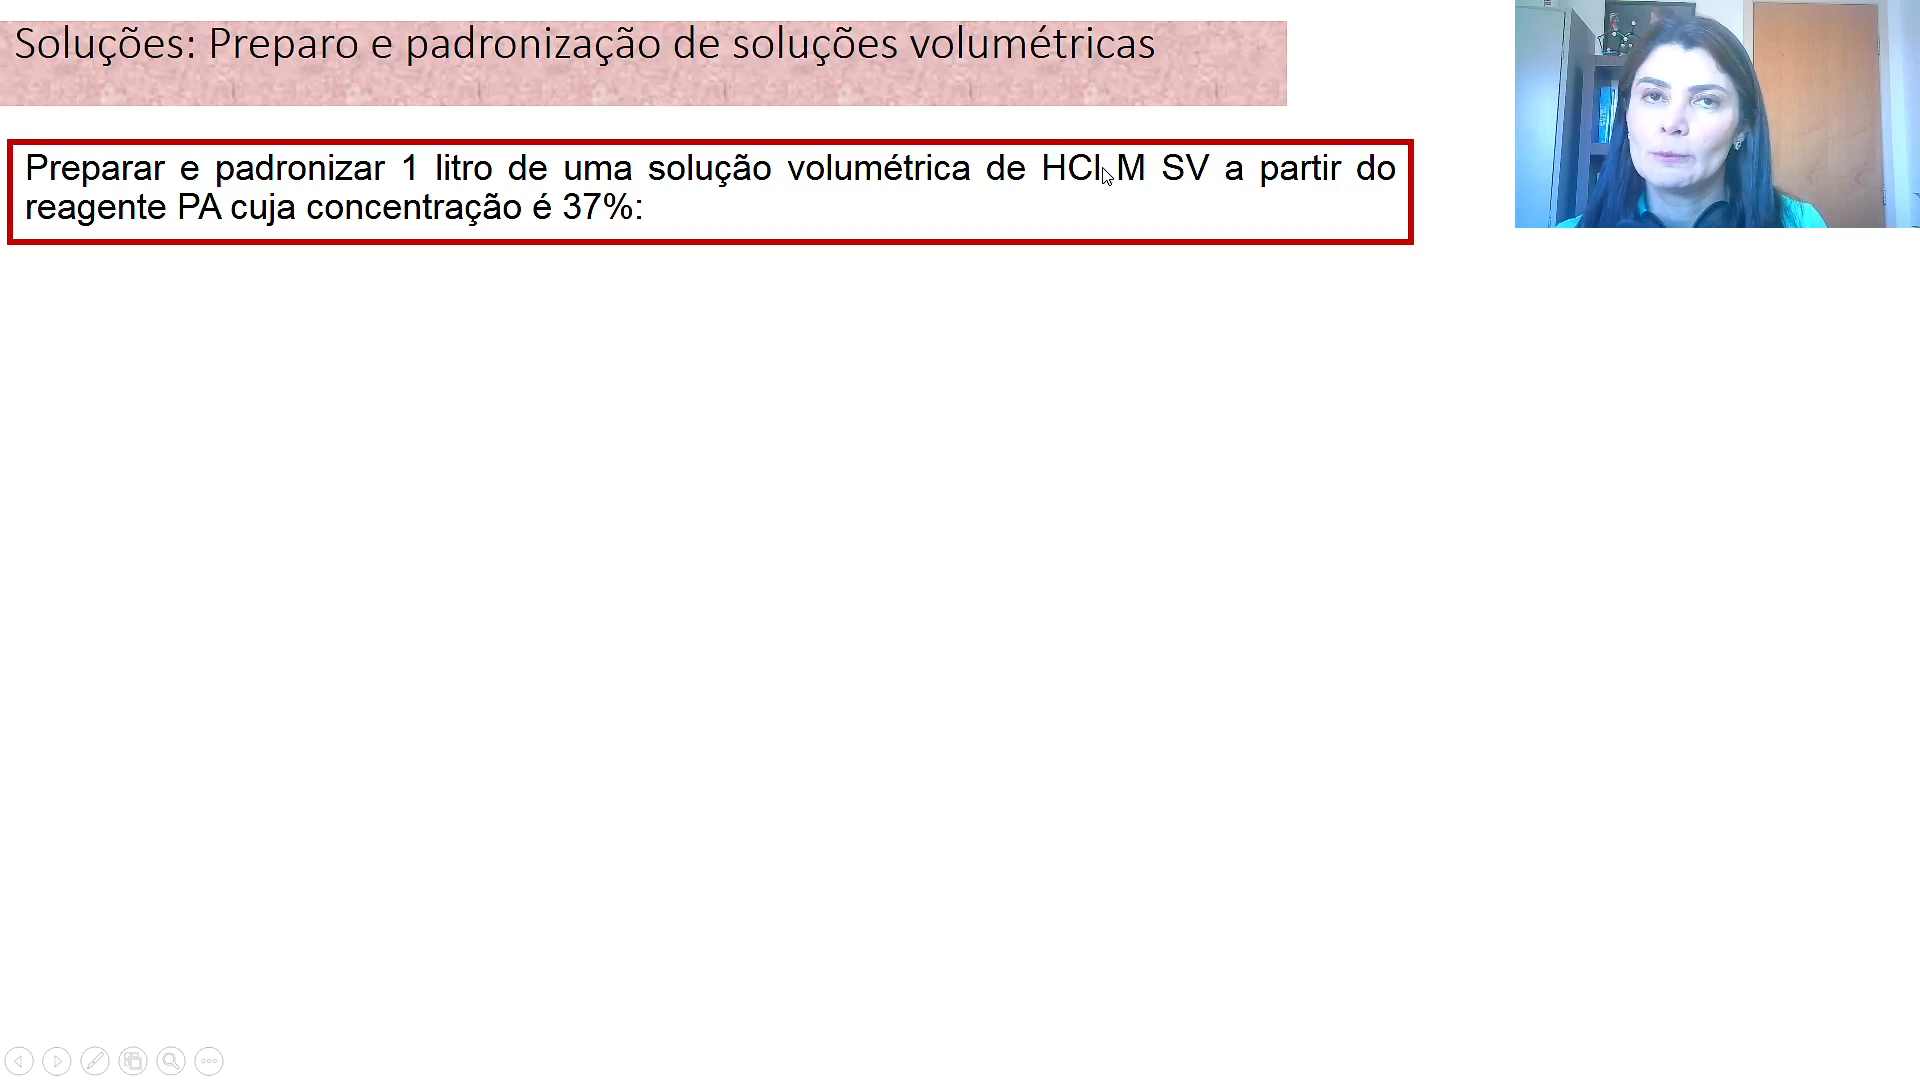 Soluções: Preparo e padronização de soluções volumétricas
Preparar e padronizar 1 litro de uma solução volumétrica de HCl M SV a partir do
reagente PA cuja concentração é 37%: